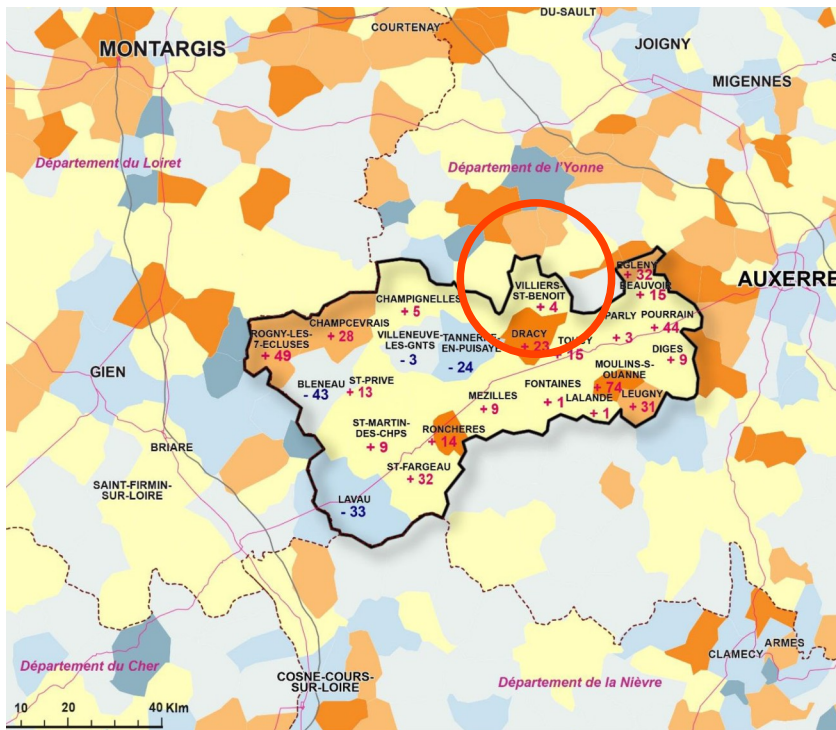 COURTENAY
DU-SAULT
MONTARGIS
JOIGNY
MIGENNES
Département du Loiret
Département de l'Yonne
EGLENY
+ 32
AUXERRE
BEAUVOIR
+ 15
VILLIERS-
ST-BENOIT
+ 4
CHAMPIGNELLES
+ 5
PARLY
+ 3
POURRAIN
+ 44
CHAMPCEVRAIS
+ 28
ROGNY-LES-
7-ECLUSES
+ 49
VILLENEUVE-
LES-GNTS
- 3
EN-PUISAYE
- 24
DRACY
+ 23
+ 15
DIGES
+ 9
GIEN
MOULINS-S-
OUANNE
+ 74
BLENEAU
- 43
ST-PRIVE
+ 13
MEZILLES
+ 9
FONTAINES
+ 1
LALANDE
+ 1
LEUGNY
+ 31
ST-MARTIN-
DES-CHPS
+ 9
RONCHERES
+ 14
BRIARE
ST-FARGEAU
+ 32
SAINT-FIRMIN-
SUR-LOIRE
LAVAU
- 33
ARMES
CLAMECY
Département du Cher
COSNE-COURS-
SUR-LOIRE
Département de la Nièvre
10 20 40 Klm